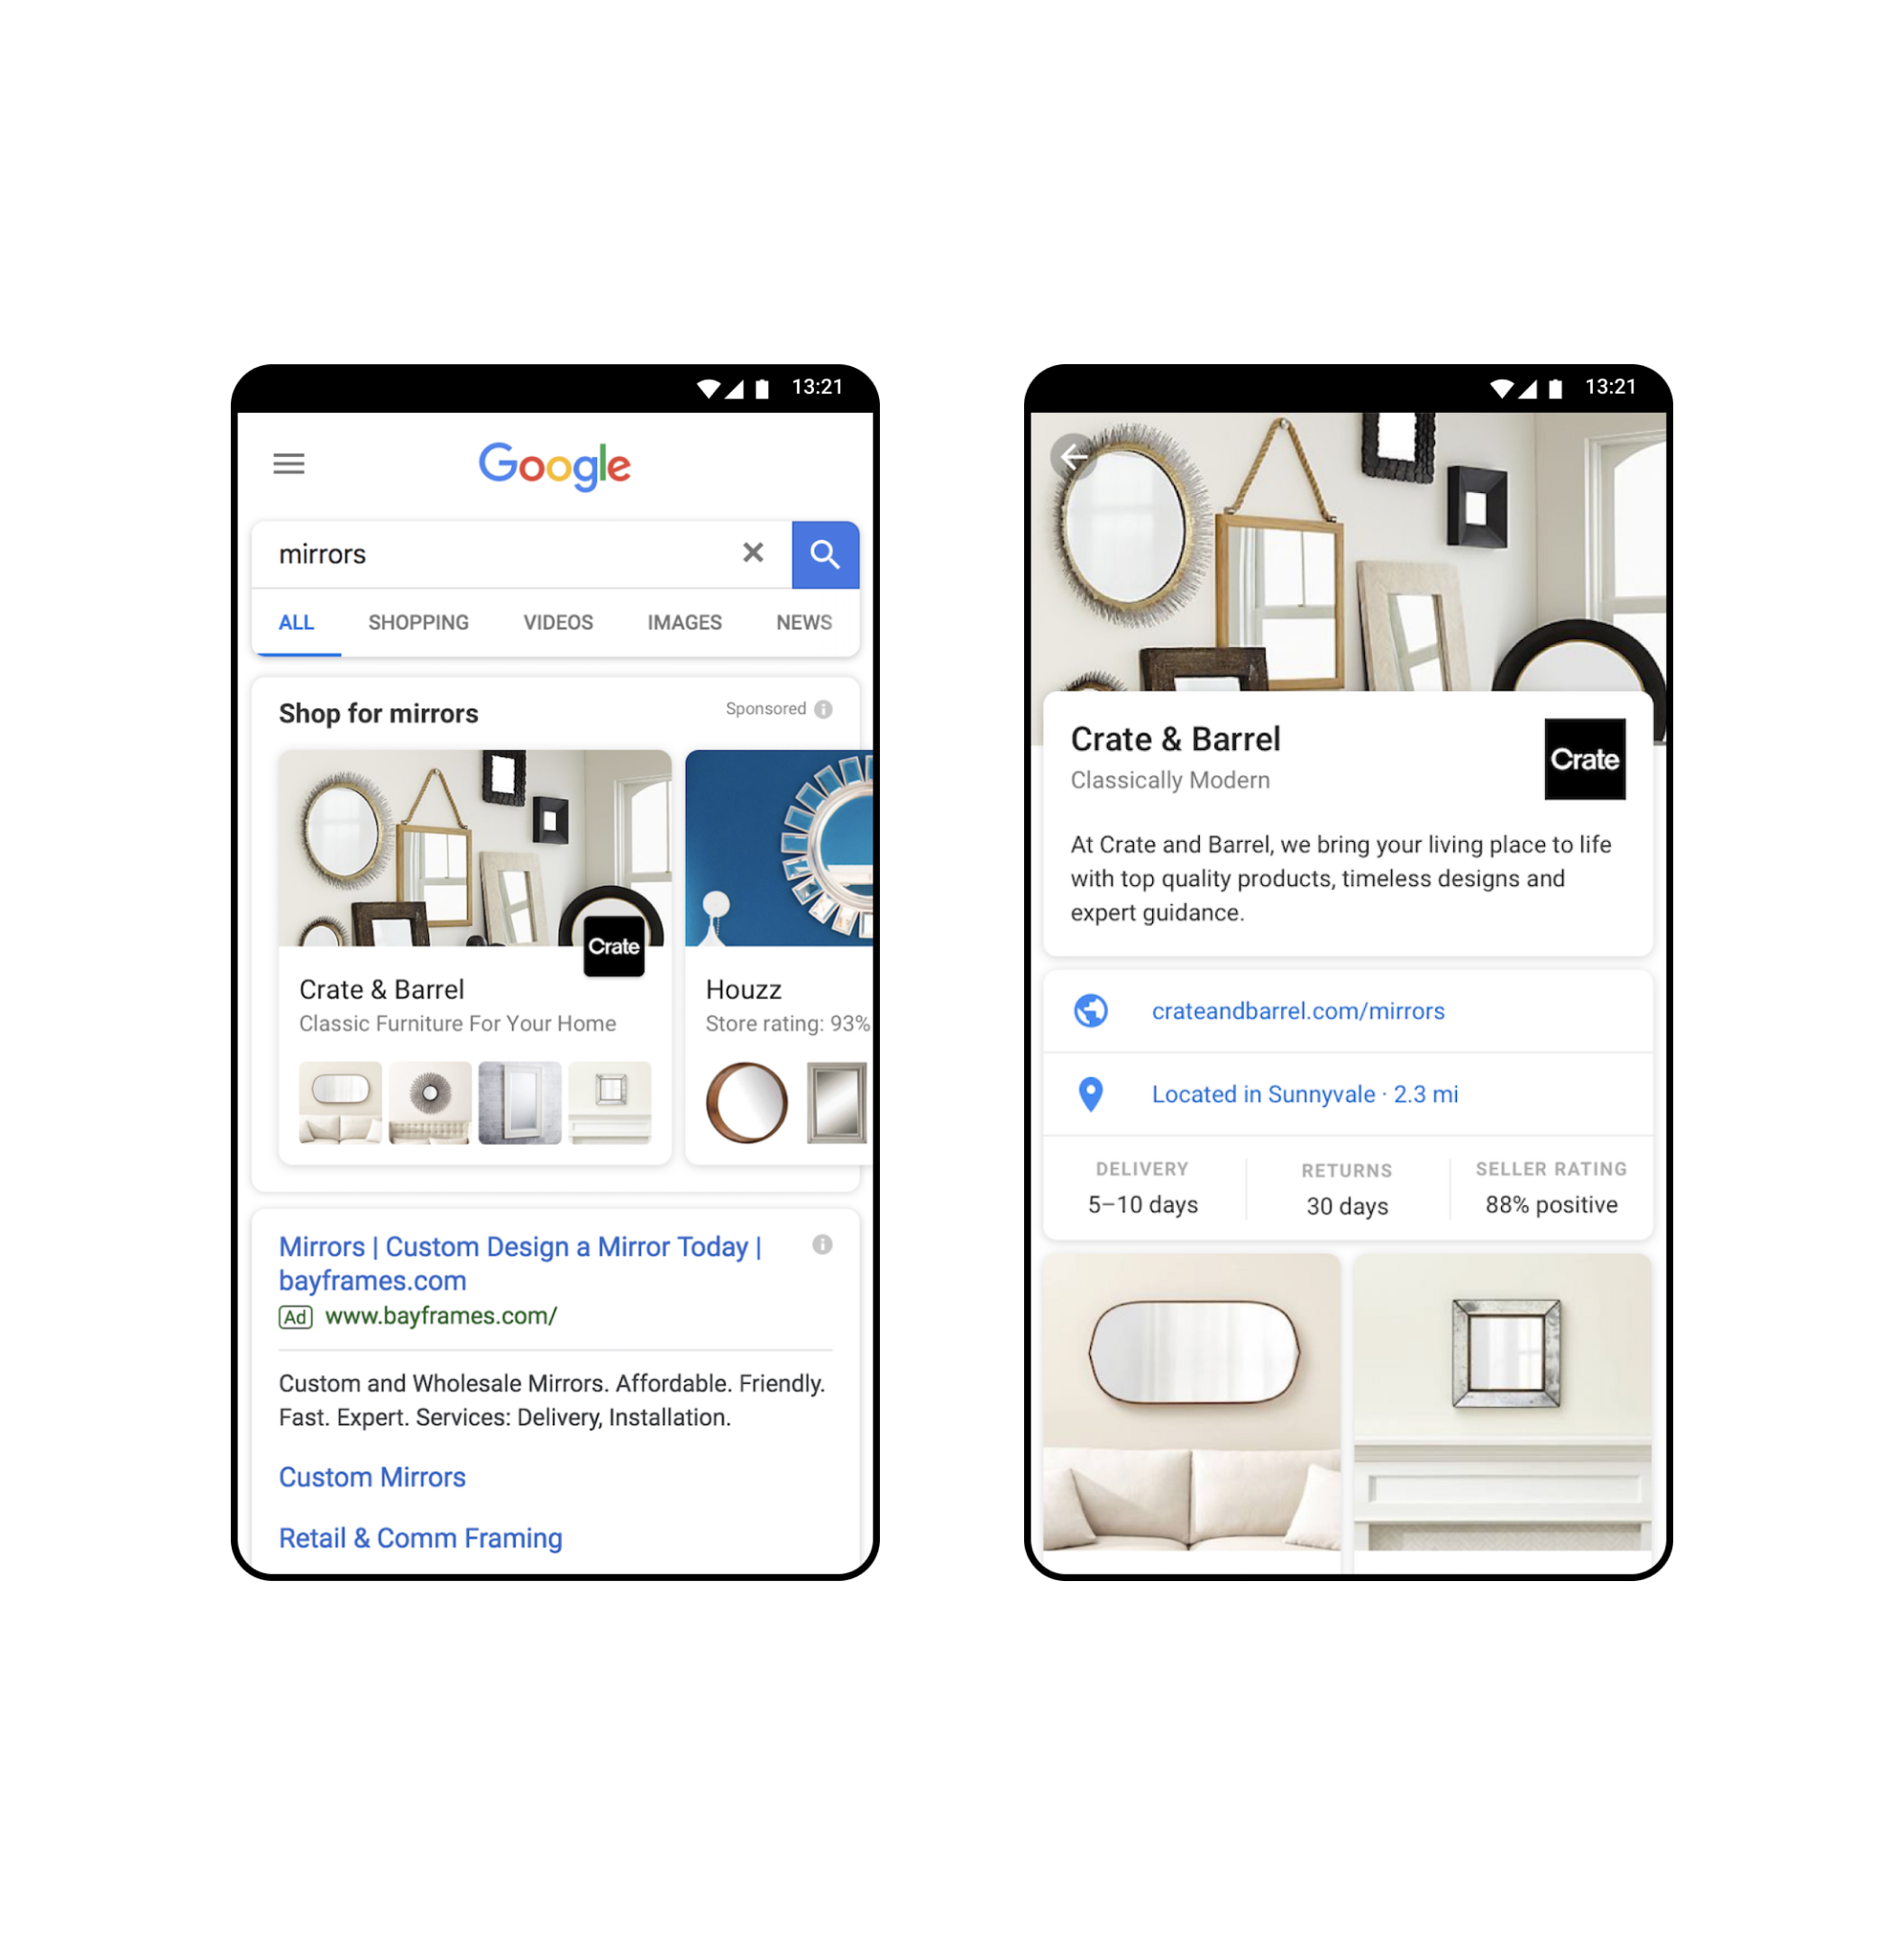 13:21
Google
mirrors
ALL SHOPPING VIDEOS IMAGES NEWS
Shop for mirrors
Sponsored
Crate
Crate & Barrel
Classic Furniture For Your Home
Houzz
Store rating: 93%
Mirrors | Custom Design a Mirror Today |
bayframes.com
Ad www.bayframes.com/
Custom and Wholesale Mirrors. Affordable. Friendly.
Fast. Expert. Services: Delivery, Installation.
Custom Mirrors
Retail & Comm Framing
13:21
Crate & Barrel
Classically Modern
Crate
At Crate and Barrel, we bring your living place to life
with top quality products, timeless designs and
expert guidance.
crateandbarrel.com/mirrors
Located in Sunnyvale · 2.3 mi
DELIVERY RETURNS SELLER RATING
5–10 days 30 days 88% positive